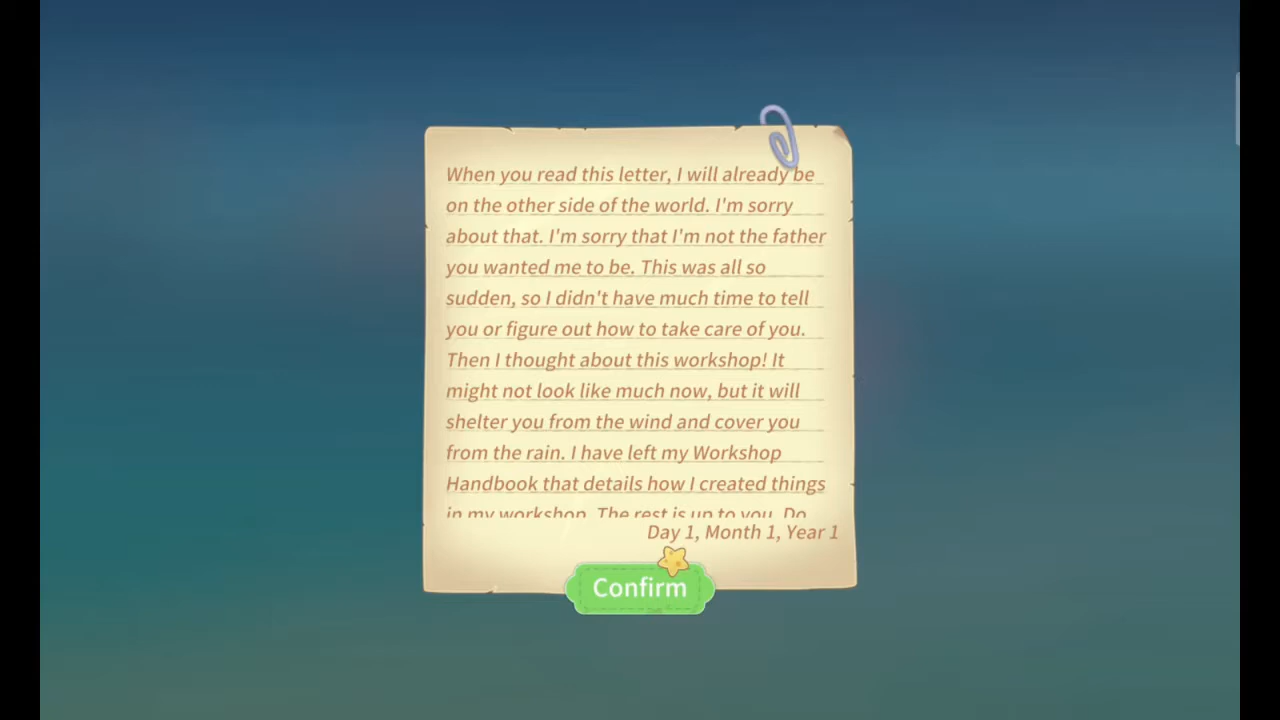 When you read this letter, I will already be
on the other side of the world. I'm sorry
about that. I'm sorry that I'm not the father
you wanted me to be. This was all so
sudden, so I didn't have much time to tell
you or figure out how to take care of you.
Then I thought about this workshop! It
might not look like much now, but it will
shelter you from the wind and cover you
from the rain. I have left my Workshop
Handbook that details how I created things
in my workshop. The rest is up to you. Do
Day 1, Month 1, Year 1
Confirm